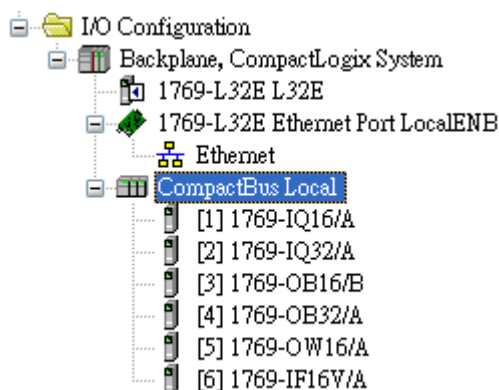 I/O Configuration
Backplane, CompactLogix System
1769-L32E L32E
1769-L32E Ethernet Port LocalENB
Ethernet
CompactBus Local
[1] 1769-IQ16/A
[2] 1769-IQ32/A
[3] 1769-OB16/B
[4] 1769-OB32/A
[5] 1769-OW16/A
[6] 1769-IF16V/A